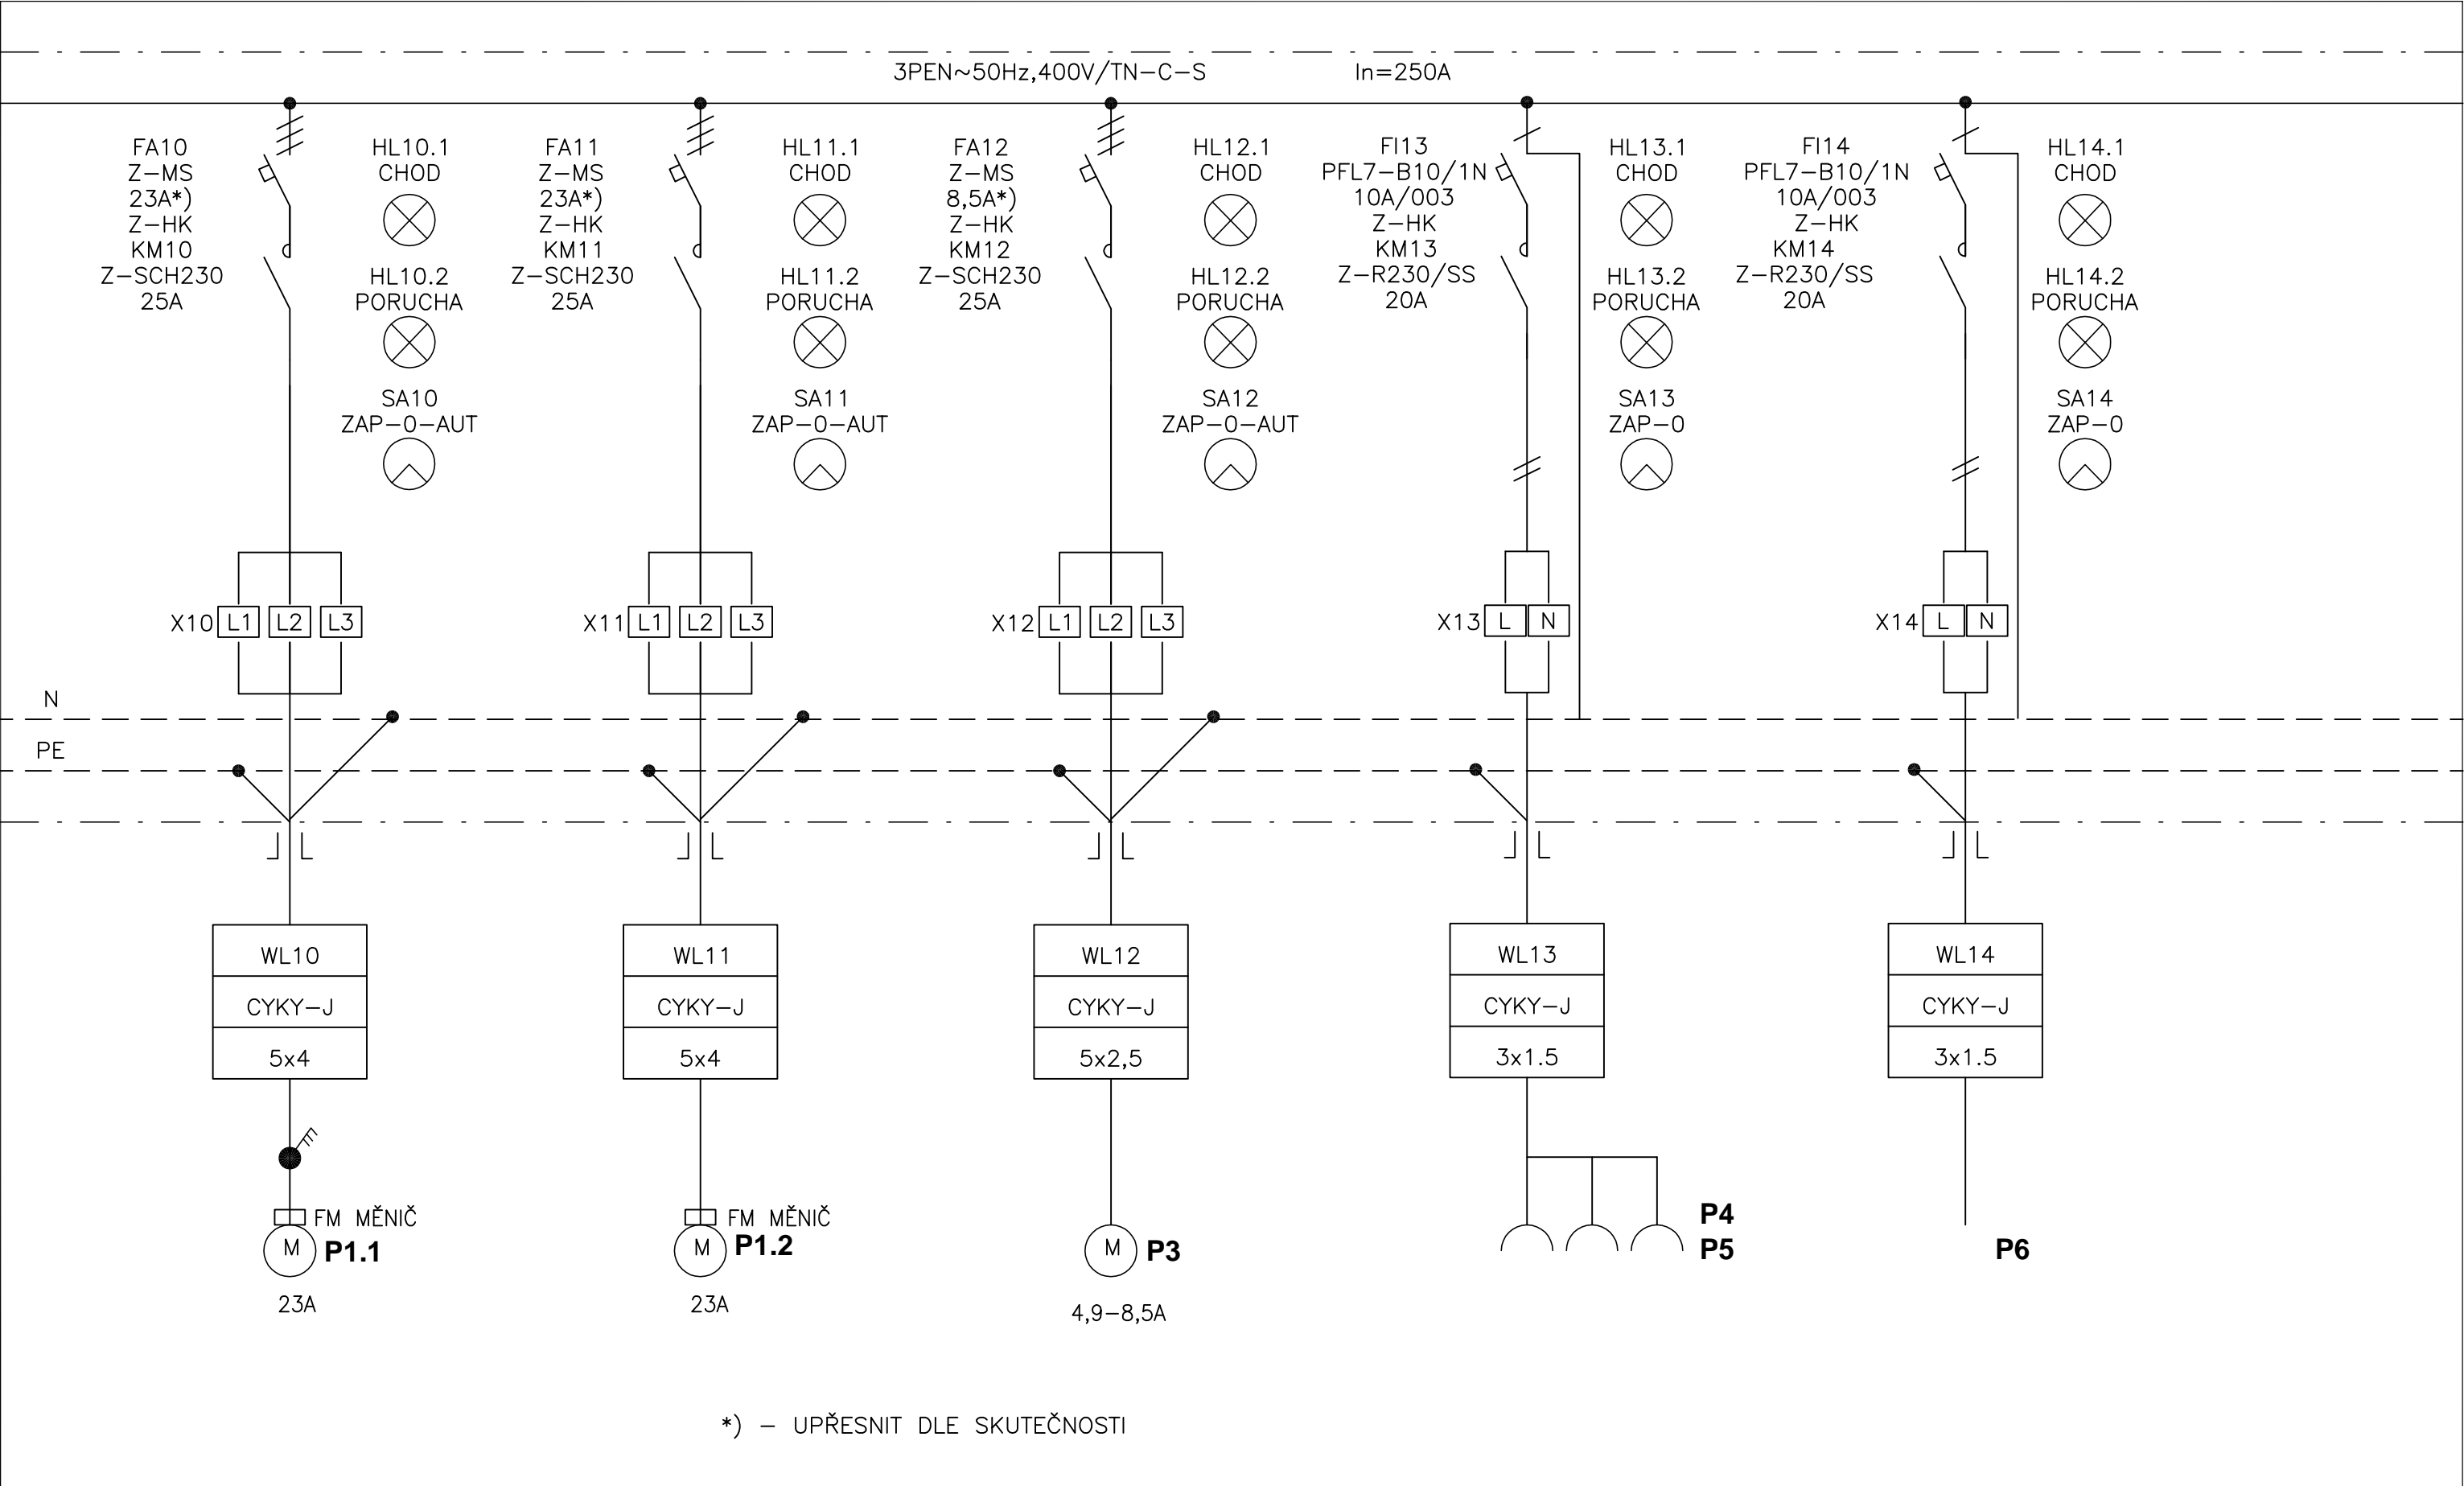 3PEN~50Hz,400V/TN-C-S In=250A
FA10
Z-MS
23A*)
Z-HK
KM10
Z-SCH230
25A
HL10.1
CHOD
HL10.2
PORUCHA
SA10
ZAP-0-AUT
FA11
Z-MS
23A*)
Z-HK
KM11
Z-SCH230
25A
HL11.1
CHOD
HL11.2
PORUCHA
SA11
ZAP-0-AUT
FA12
Z-MS
8,5A*)
Z-HK
KM12
Z-SCH230
25A
HL12.1
CHOD
HL12.2
PORUCHA
SA12
ZAP-0-AUT
FI13
PFL7-B10/1N
10A/003
Z-HK
KM13
Z-R230/SS
20A
HL13.1
CHOD
HL13.2
PORUCHA
SA13
ZAP-0
FI14
PFL7-B10/1N
10A/003
Z-HK
KM14
Z-R230/SS
20A
HL14.1
CHOD
HL14.2
PORUCHA
SA14
ZAP-0
X10 L1 L2 L3
X11 L1 L2 L3
X12 L1 L2 L3
X13 L N
X14 L N
N
PE
WL10
CYKY-J
5x4
WL11
CYKY-J
5x4
WL12
CYKY-J
5x2,5
WL13
CYKY-J
3x1.5
WL14
CYKY-J
3x1.5
FM MĚNIČ
M P1.1
23A
FM MĚNIČ
M P1.2
23A
M P3
4,9-8,5A
P4
P5
P6
*) - UPŘESNIT DLE SKUTEČNOSTI